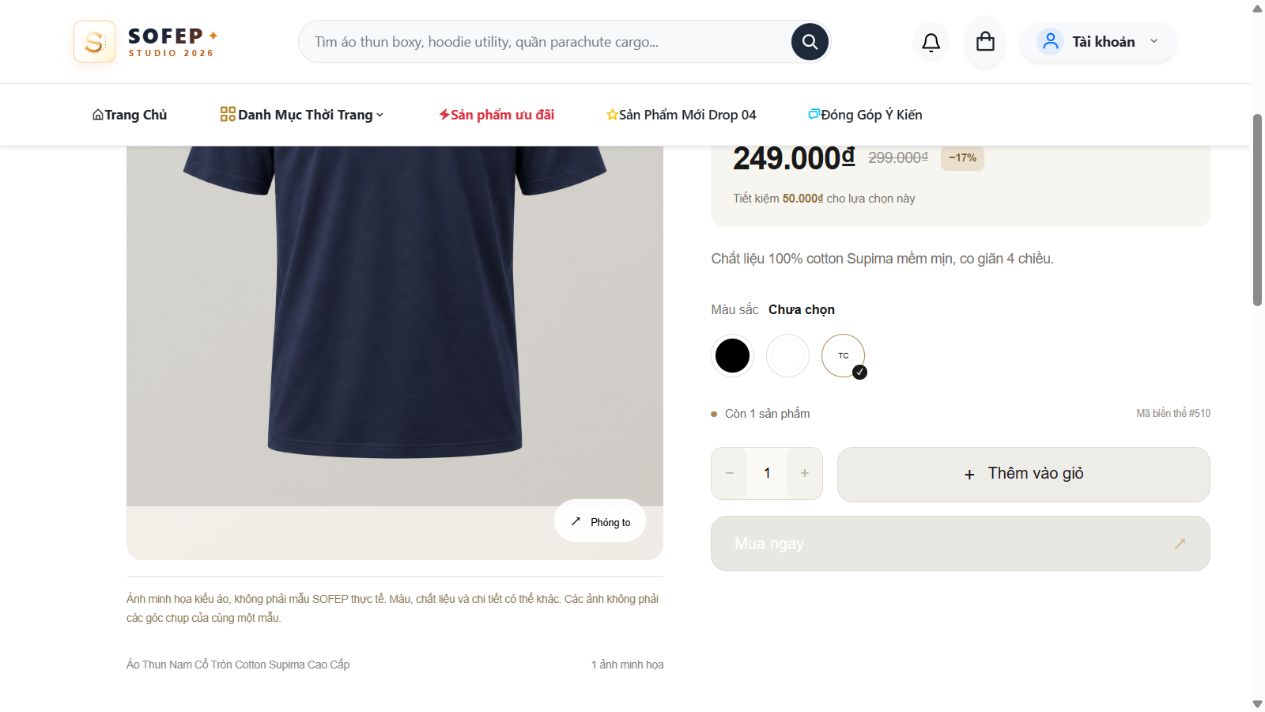 SOFEP
STUDIO 2026
Tìm áo thun boxy, hoodie utility, quần parachute cargo...
Tài khoản
Trang Chủ
Danh Mục Thời Trang
Sản phẩm ưu đãi
Sản Phẩm Mới Drop 04
Đóng Góp Ý Kiến
249.000₫ 299.000₫ −17%
Tiết kiệm 50.000₫ cho lựa chọn này
Chất liệu 100% cotton Supima mềm mịn, co giãn 4 chiều.
Màu sắc Chưa chọn
TC
Còn 1 sản phẩm
Mã biến thể #510
− 1 +
+ Thêm vào giỏ
Mua ngay ↗
↗ Phóng to
Ảnh minh họa kiểu áo, không phải mẫu SOFEP thực tế. Màu, chất liệu và chi tiết có thể khác. Các ảnh không phải
các góc chụp của cùng một mẫu.
Áo Thun Nam Cổ Tròn Cotton Supima Cao Cấp
1 ảnh minh họa